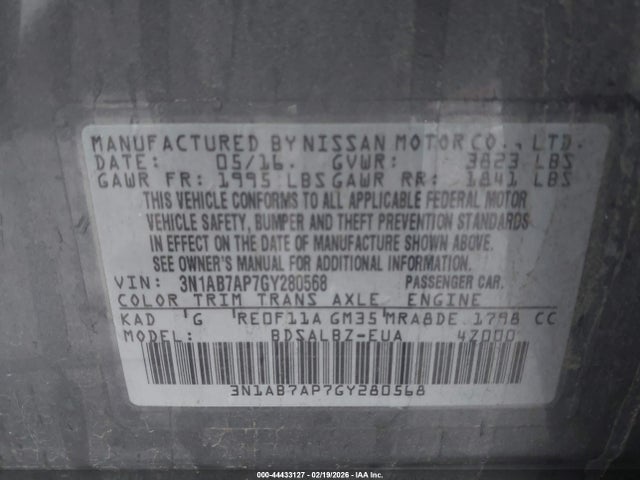 MANUFACTURED BY NISSAN MOTOR CO., LTD.
DATE: 05/16. GVWR: 3823 LBS
GAWR FR: 1995 LBS GAWR RR: 1841 LBS
THIS VEHICLE CONFORMS TO ALL APPLICABLE FEDERAL MOTOR
VEHICLE SAFETY, BUMPER AND THEFT PREVENTION STANDARDS
IN EFFECT ON THE DATE OF MANUFACTURE SHOWN ABOVE.
SEE OWNER'S MANUAL FOR ADDITIONAL INFORMATION.
VIN: 3N1AB7AP7GY280568 PASSENGER CAR.
COLOR TRIM TRANS AXLE ENGINE
KAD G RE0F11A GM35 MRA8DE 1798 CC
MODEL: BDSALBZ-EUA 42000
3N1AB7AP7GY280568
000-44433127 - 02/19/2026 - IAA Inc.